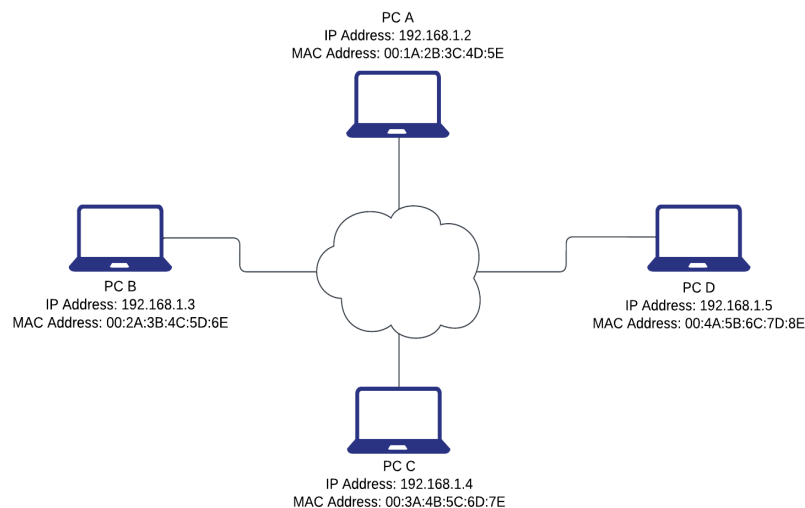 PC A
IP Address: 192.168.1.2
MAC Address: 00:1A:2B:3C:4D:5E
PC B
IP Address: 192.168.1.3
MAC Address: 00:2A:3B:4C:5D:6E
PC D
IP Address: 192.168.1.5
MAC Address: 00:4A:5B:6C:7D:8E
PC C
IP Address: 192.168.1.4
MAC Address: 00:3A:4B:5C:6D:7E